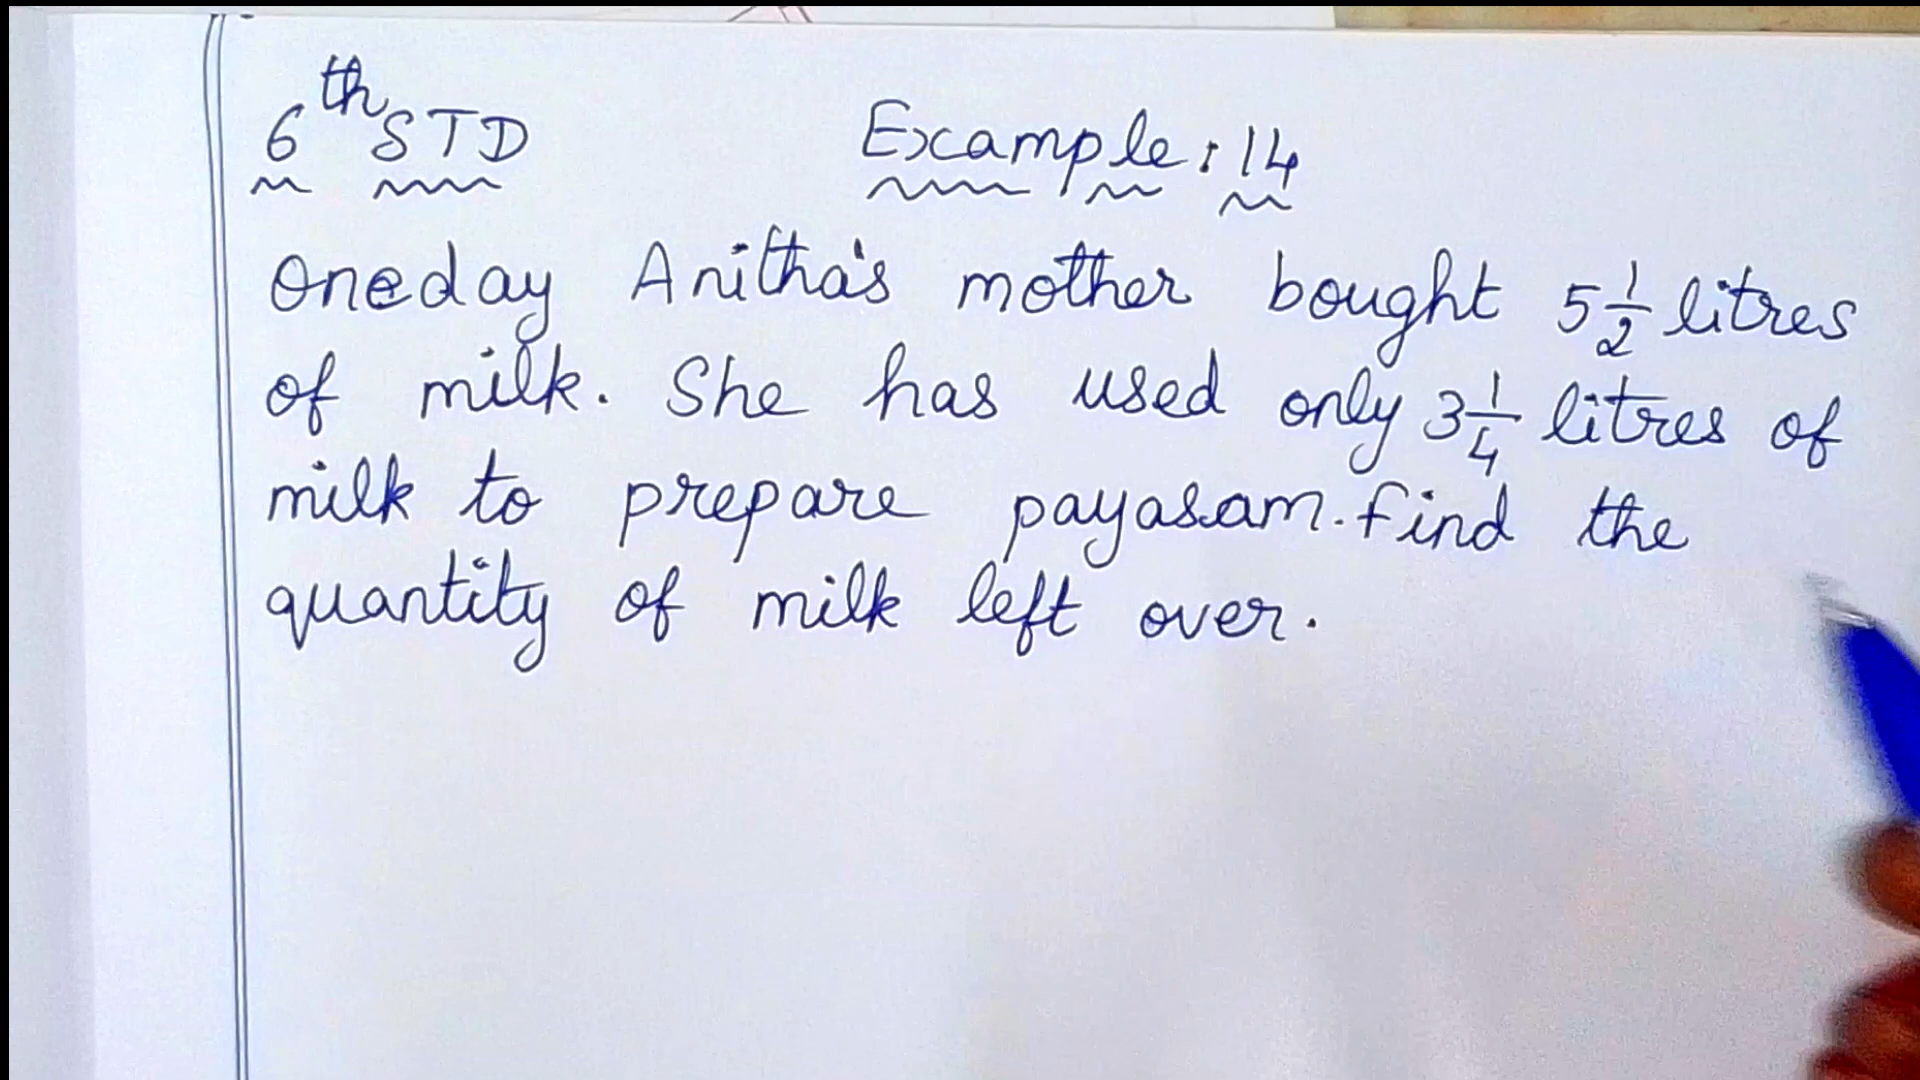 6th STD Example: 14
Oneday Anitha's mother bought 5 1/2 litres
of milk. She has used only 3 1/4 litres of
milk to prepare payasam. Find the
quantity of milk left over.